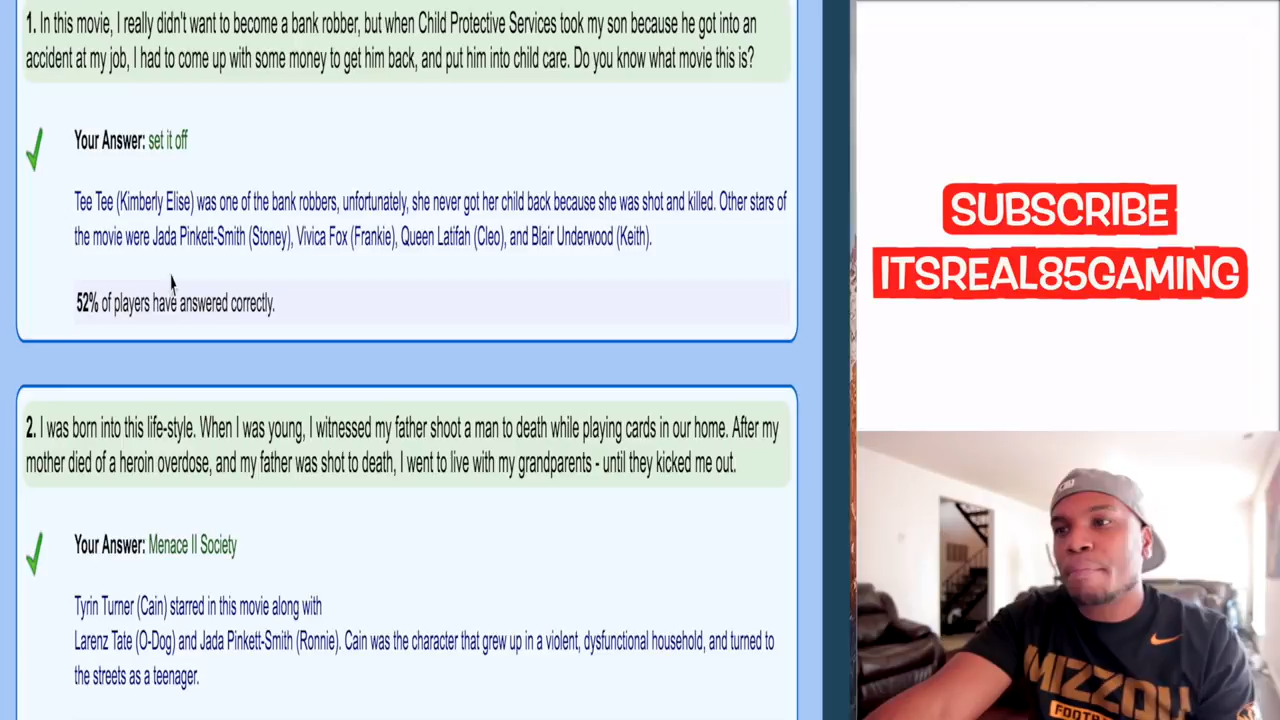 1. In this movie, I really didn't want to become a bank robber, but when Child Protective Services took my son because he got into an
accident at my job, I had to come up with some money to get him back, and put him into child care. Do you know what movie this is?
Your Answer: set it off
Tee Tee (Kimberly Elise) was one of the bank robbers, unfortunately, she never got her child back because she was shot and killed. Other stars of
the movie were Jada Pinkett-Smith (Stoney), Vivica Fox (Frankie), Queen Latifah (Cleo), and Blair Underwood (Keith).
52% of players have answered correctly.
2. I was born into this life-style. When I was young, I witnessed my father shoot a man to death while playing cards in our home. After my
mother died of a heroin overdose, and my father was shot to death, I went to live with my grandparents - until they kicked me out.
Your Answer: Menace II Society
Tyrin Turner (Cain) starred in this movie along with
Larenz Tate (O-Dog) and Jada Pinkett-Smith (Ronnie). Cain was the character that grew up in a violent, dysfunctional household, and turned to
the streets as a teenager.
SUBSCRIBE
ITSREAL85GAMING
MIZZOU